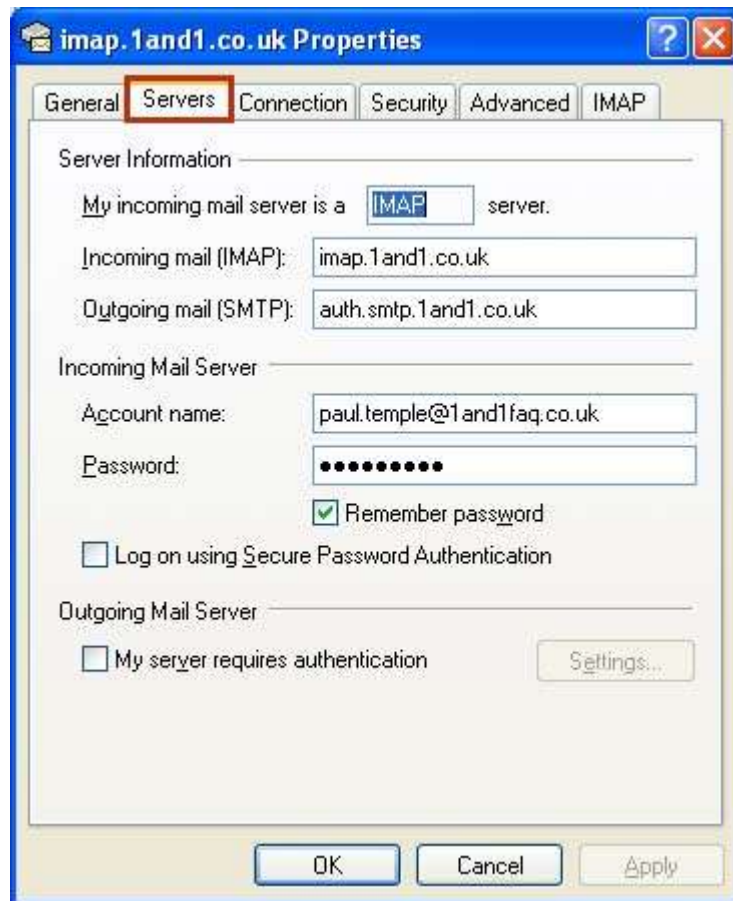 imap.1and1.co.uk Properties
General Servers Connection Security Advanced IMAP
Server Information
My incoming mail server is a IMAP server.
Incoming mail (IMAP): imap.1and1.co.uk
Outgoing mail (SMTP): auth.smtp.1and1.co.uk
Incoming Mail Server
Account name: paul.temple@1and1faq.co.uk
Password: ●●●●●●●●●
Remember password
Log on using Secure Password Authentication
Outgoing Mail Server
My server requires authentication Settings...
OK Cancel Apply